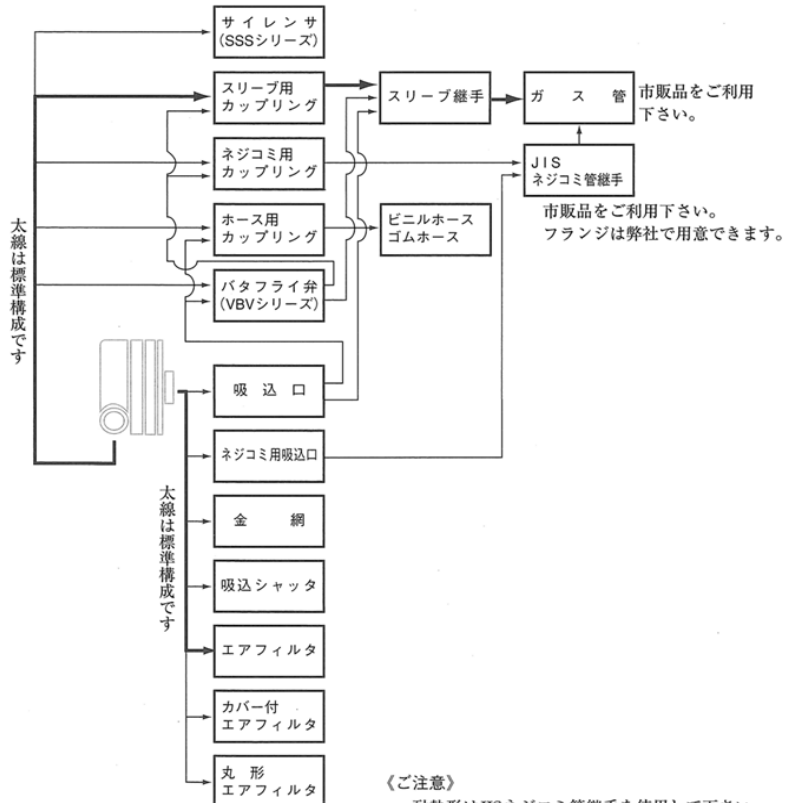 サイレンサ
(SSSシリーズ)
スリーブ用
カップリング
スリーブ継手
ガス管
市販品をご利用
下さい。
ネジコミ用
カップリング
JIS
ネジコミ管継手
市販品をご利用下さい。
フランジは弊社で用意できます。
ホース用
カップリング
ビニルホース
ゴムホース
バタフライ弁
(VBVシリーズ)
太線は標準構成です
吸込口
ネジコミ用吸込口
金網
吸込シャッタ
エアフィルタ
カバー付
エアフィルタ
丸形
エアフィルタ
太線は標準構成です
《ご注意》